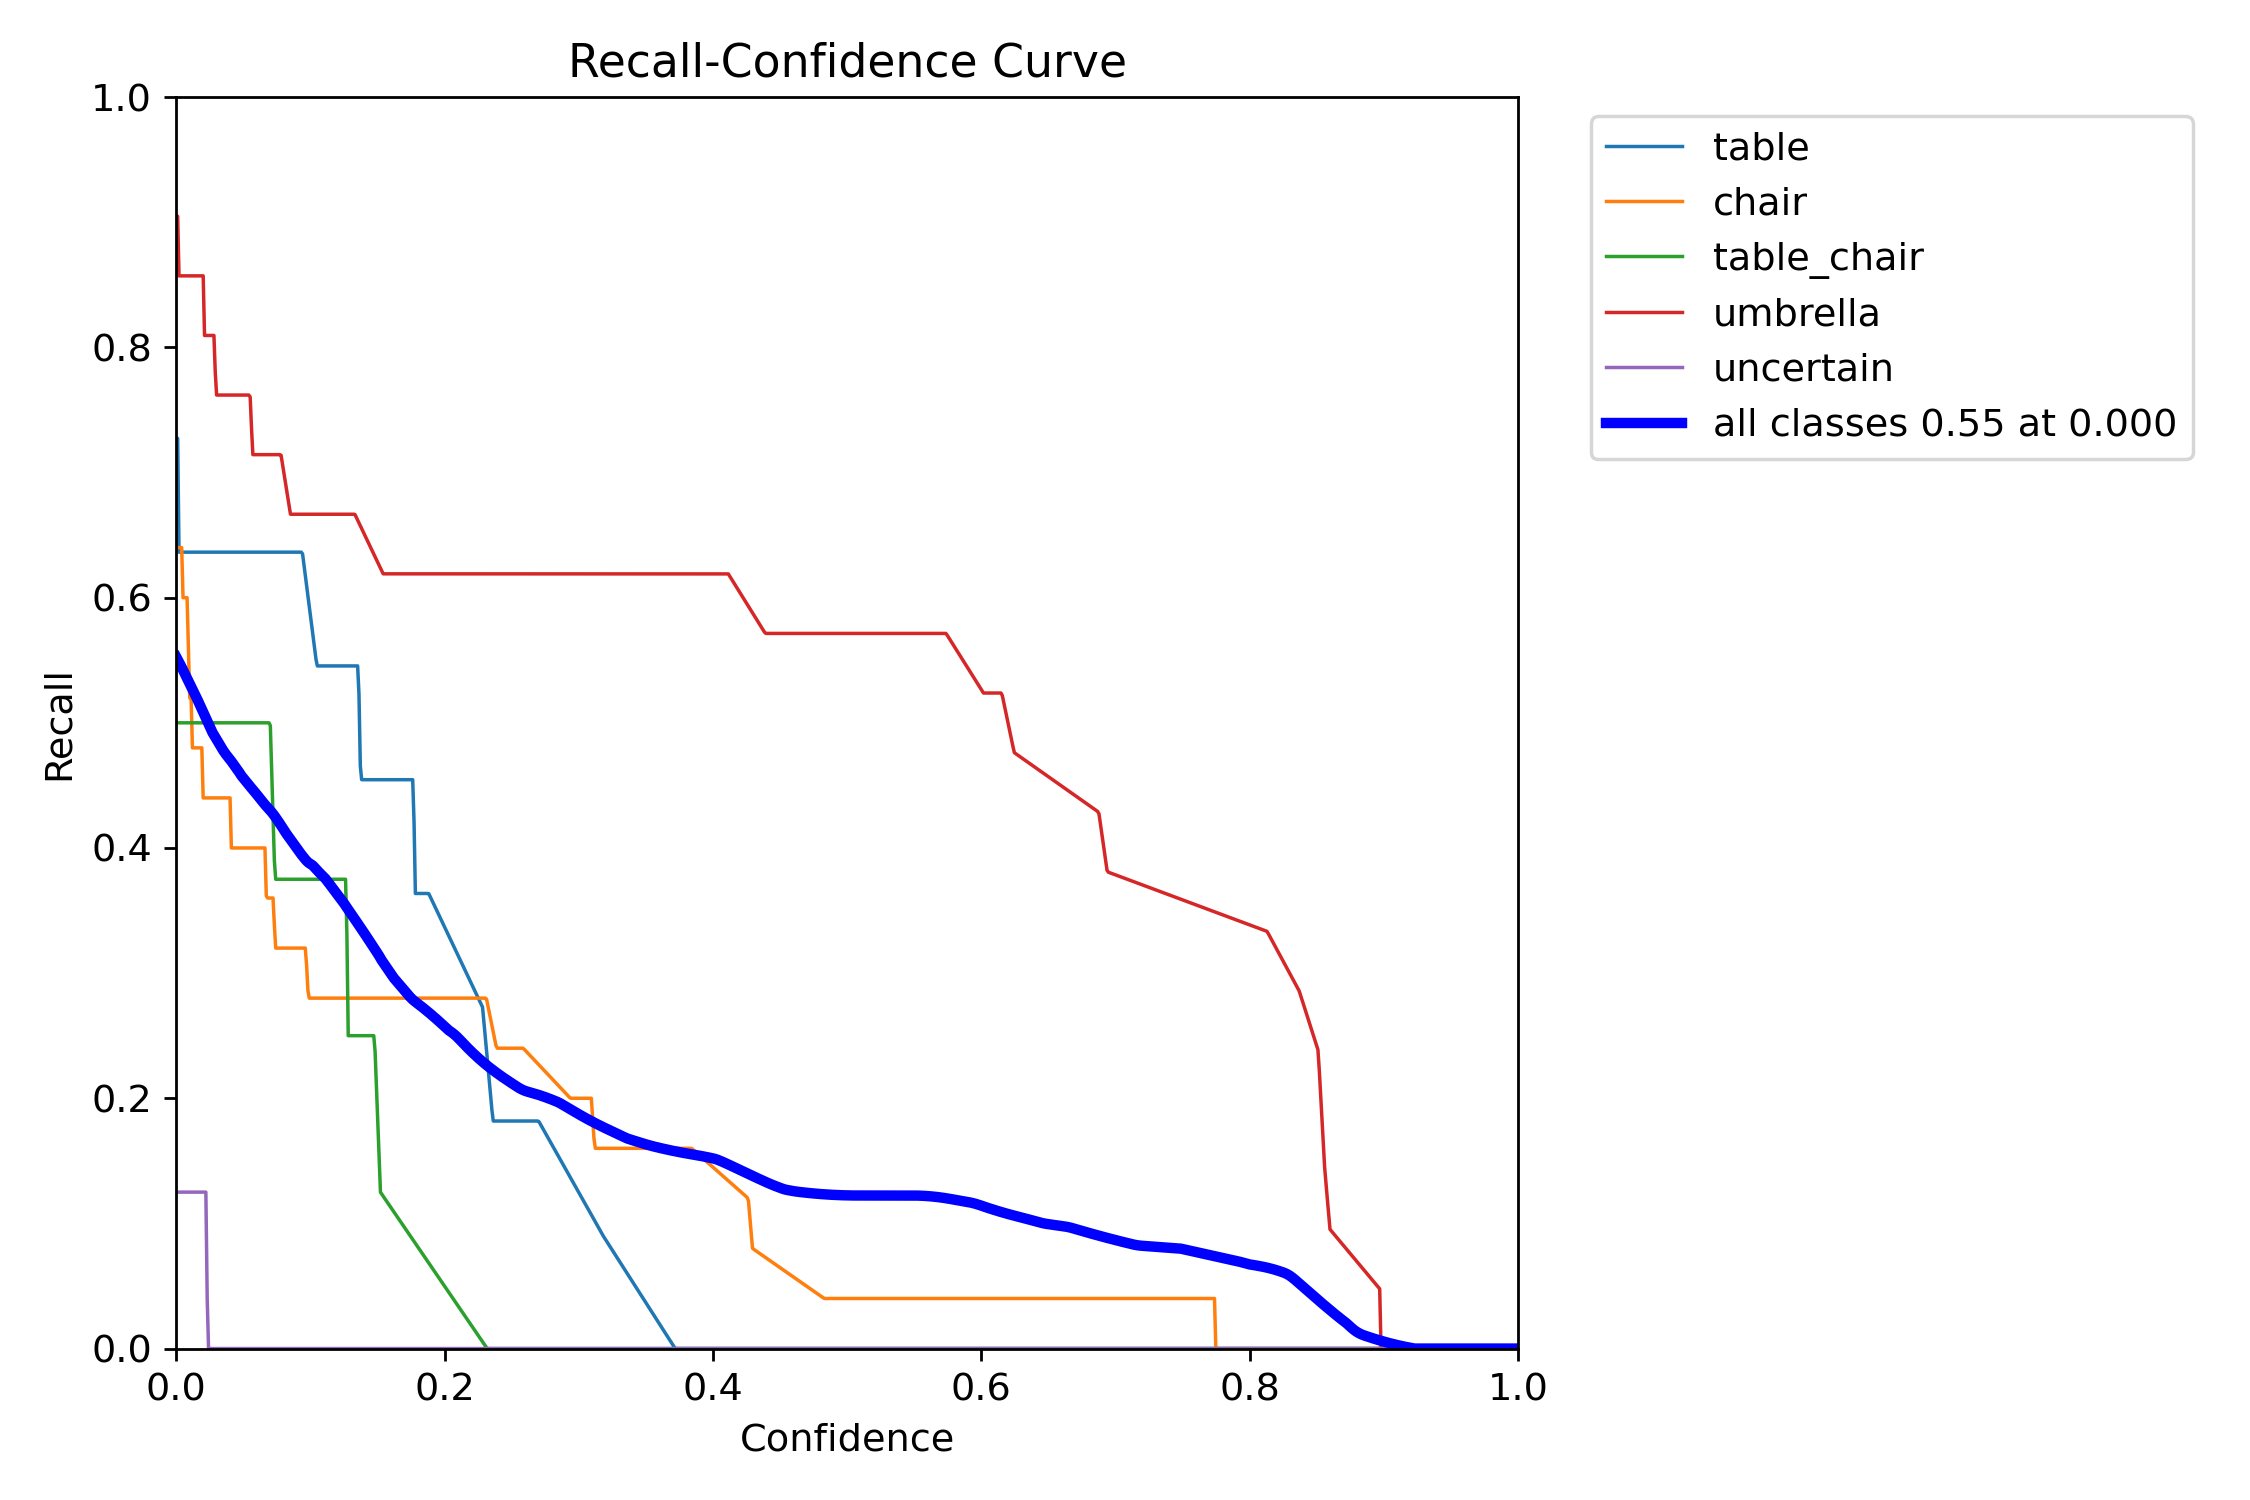 Recall-Confidence Curve
1.0
0.8
0.6
0.4
0.2
0.0
Recall
0.0 0.2 0.4 0.6 0.8 1.0
Confidence
table
chair
table_chair
umbrella
uncertain
all classes 0.55 at 0.000